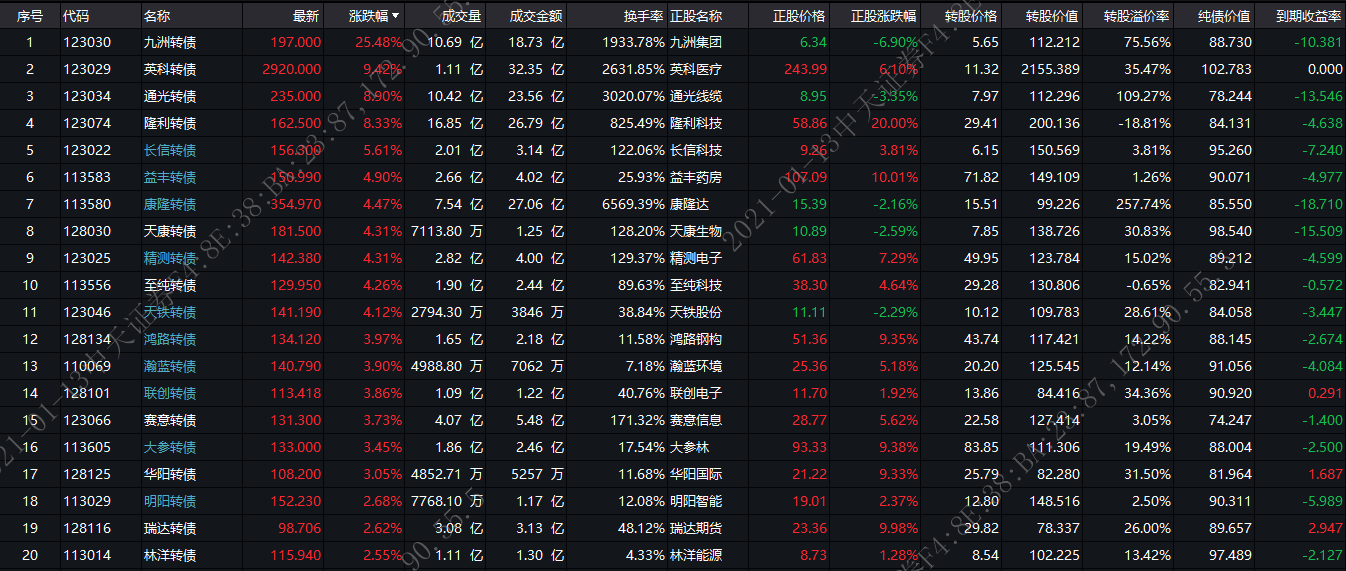 序号 代码 名称 最新 涨跌幅 成交量 成交金额 换手率 正股名称 正股价格 正股涨跌幅 转股价格 转股价值 转股溢价率 纯债价值 到期收益率
1 123030 九洲转债 197.000 25.48% 10.69 亿 18.73 亿 1933.78% 九洲集团 6.34 -6.90% 5.65 112.212 75.56% 88.730 -10.381
2 123029 英科转债 2920.000 9.42% 1.11 亿 32.35 亿 2631.85% 英科医疗 243.99 6.10% 11.32 2155.389 35.47% 102.783 0.000
3 123034 通光转债 235.000 8.90% 10.42 亿 23.56 亿 3020.07% 通光线缆 8.95 -3.35% 7.97 112.296 109.27% 78.244 -13.546
4 123074 隆利转债 162.500 8.33% 16.85 亿 26.79 亿 825.49% 隆利科技 58.86 20.00% 29.41 200.136 -18.81% 84.131 -4.638
5 123022 长信转债 156.300 5.61% 2.01 亿 3.14 亿 122.06% 长信科技 9.26 3.81% 6.15 150.569 3.81% 95.260 -7.240
6 113583 益丰转债 150.990 4.90% 2.66 亿 4.02 亿 25.93% 益丰药房 107.09 10.01% 71.82 149.109 1.26% 90.071 -4.977
7 113580 康隆转债 354.970 4.47% 7.54 亿 27.06 亿 6569.39% 康隆达 15.39 -2.16% 15.51 99.226 257.74% 85.550 -18.710
8 128030 天康转债 181.500 4.31% 7113.80 万 1.25 亿 128.20% 天康生物 10.89 -2.59% 7.85 138.726 30.83% 98.540 -15.509
9 123025 精测转债 142.380 4.31% 2.82 亿 4.00 亿 129.37% 精测电子 61.83 7.29% 49.95 123.784 15.02% 89.212 -4.599
10 113556 至纯转债 129.950 4.26% 1.90 亿 2.44 亿 89.63% 至纯科技 38.30 4.64% 29.28 130.806 -0.65% 82.941 -0.572
11 123046 天铁转债 141.190 4.12% 2794.30 万 3846 万 38.84% 天铁股份 11.11 -2.29% 10.12 109.783 28.61% 84.058 -3.447
12 128134 鸿路转债 134.120 3.97% 1.65 亿 2.18 亿 11.58% 鸿路钢构 51.36 9.35% 43.74 117.421 14.22% 88.145 -2.674
13 110069 瀚蓝转债 140.790 3.90% 4988.80 万 7062 万 7.18% 瀚蓝环境 25.36 5.18% 20.20 125.545 12.14% 91.056 -4.084
14 128101 联创转债 113.418 3.86% 1.09 亿 1.22 亿 40.76% 联创电子 11.70 1.92% 13.86 84.416 34.36% 90.920 0.291
15 123066 赛意转债 131.300 3.73% 4.07 亿 5.48 亿 171.32% 赛意信息 28.77 5.62% 22.58 127.414 3.05% 74.247 -1.400
16 113605 大参转债 133.000 3.45% 1.86 亿 2.46 亿 17.54% 大参林 93.33 9.38% 83.85 111.306 19.49% 88.004 -2.500
17 128125 华阳转债 108.200 3.05% 4852.71 万 5257 万 11.68% 华阳国际 21.22 9.33% 25.79 82.280 31.50% 81.964 1.687
18 113029 明阳转债 152.230 2.68% 7768.10 万 1.17 亿 12.08% 明阳智能 19.01 2.37% 12.80 148.516 2.50% 90.311 -5.989
19 128116 瑞达转债 98.706 2.62% 3.08 亿 3.13 亿 48.12% 瑞达期货 23.36 9.98% 29.82 78.337 26.00% 89.657 2.947
20 113014 林洋转债 115.940 2.55% 1.11 亿 1.30 亿 4.33% 林洋能源 8.73 1.28% 8.54 102.225 13.42% 97.489 -2.127